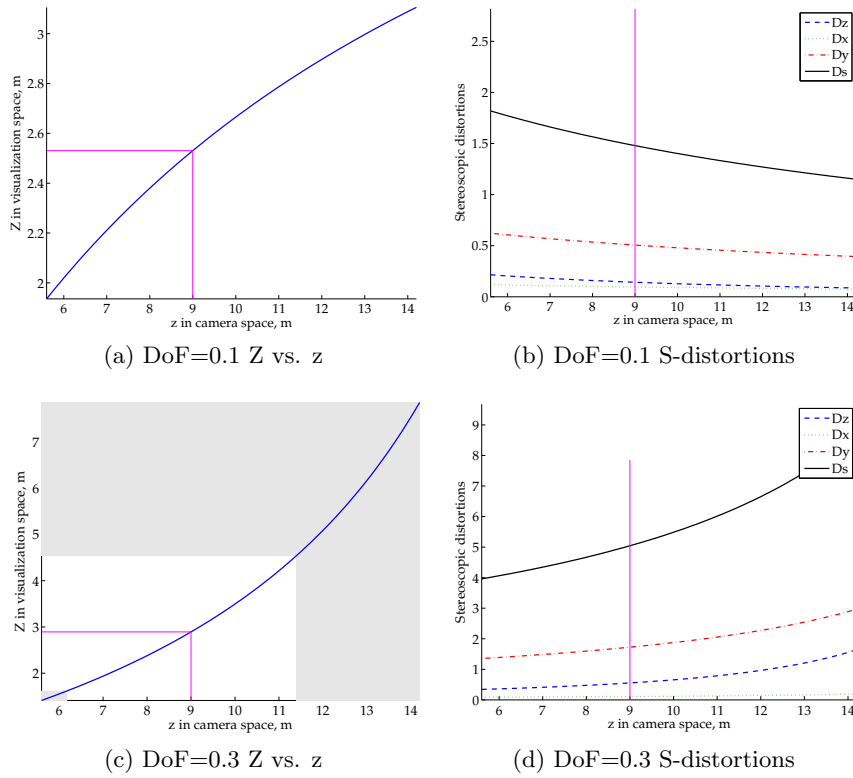 3
2.8
2.6
2.4
2.2
2
Z in visualization space, m
6 7 8 9 10 11 12 13 14
z in camera space, m
(a) DoF=0.1 Z vs. z
2.5
2
1.5
1
0.5
0
Stereoscopic distortions
Dz
Dx
Dy
Ds
6 7 8 9 10 11 12 13 14
z in camera space, m
(b) DoF=0.1 S-distortions
7
6
5
4
3
2
Z in visualization space, m
6 7 8 9 10 11 12 13 14
z in camera space, m
(c) DoF=0.3 Z vs. z
9
8
7
6
5
4
3
2
1
0
Stereoscopic distortions
Dz
Dx
Dy
Ds
6 7 8 9 10 11 12 13 14
z in camera space, m
(d) DoF=0.3 S-distortions